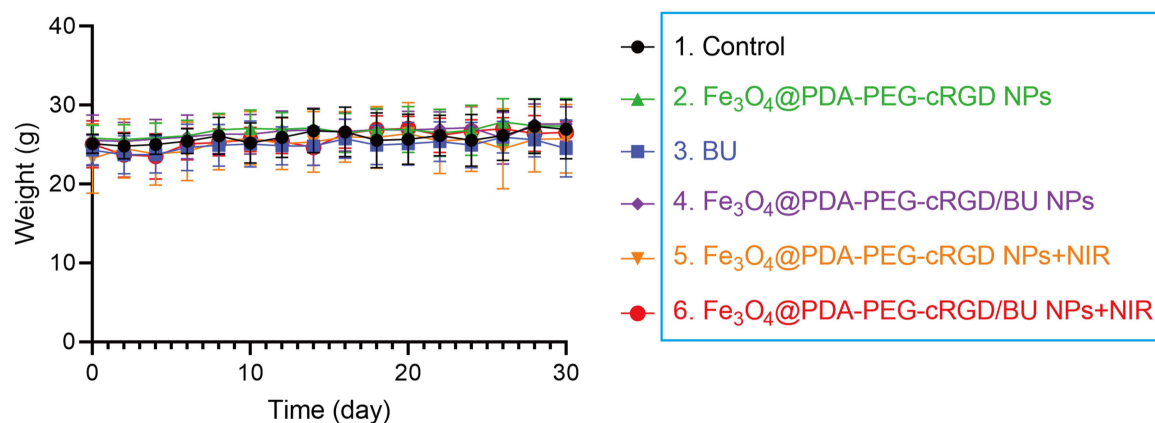 40
30
20
10
0
Weight (g)
0 10 20 30
Time (day)
1. Control
2. Fe₃O₄@PDA-PEG-cRGD NPs
3. BU
4. Fe₃O₄@PDA-PEG-cRGD/BU NPs
5. Fe₃O₄@PDA-PEG-cRGD NPs+NIR
6. Fe₃O₄@PDA-PEG-cRGD/BU NPs+NIR